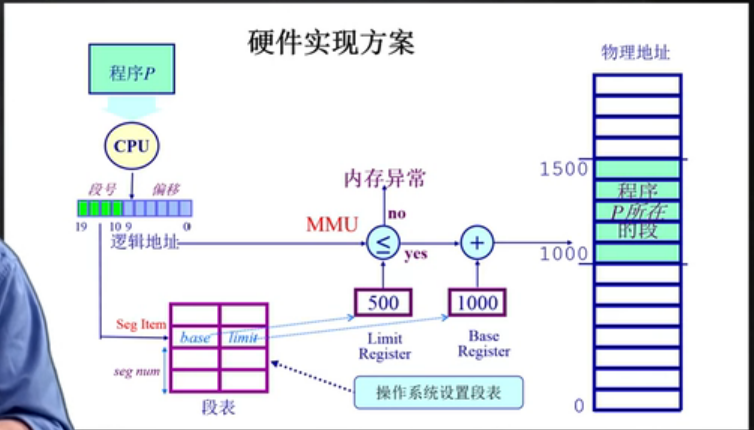 硬件实现方案
物理地址
程序P
CPU
段号 偏移
19 10 9 0
逻辑地址
MMU
内存异常
no
≤
yes
+
1500
程序
P所在
的段
1000
500
1000
Limit
Register
Base
Register
Seg Item
base limit
seg num
段表
操作系统设置段表
0